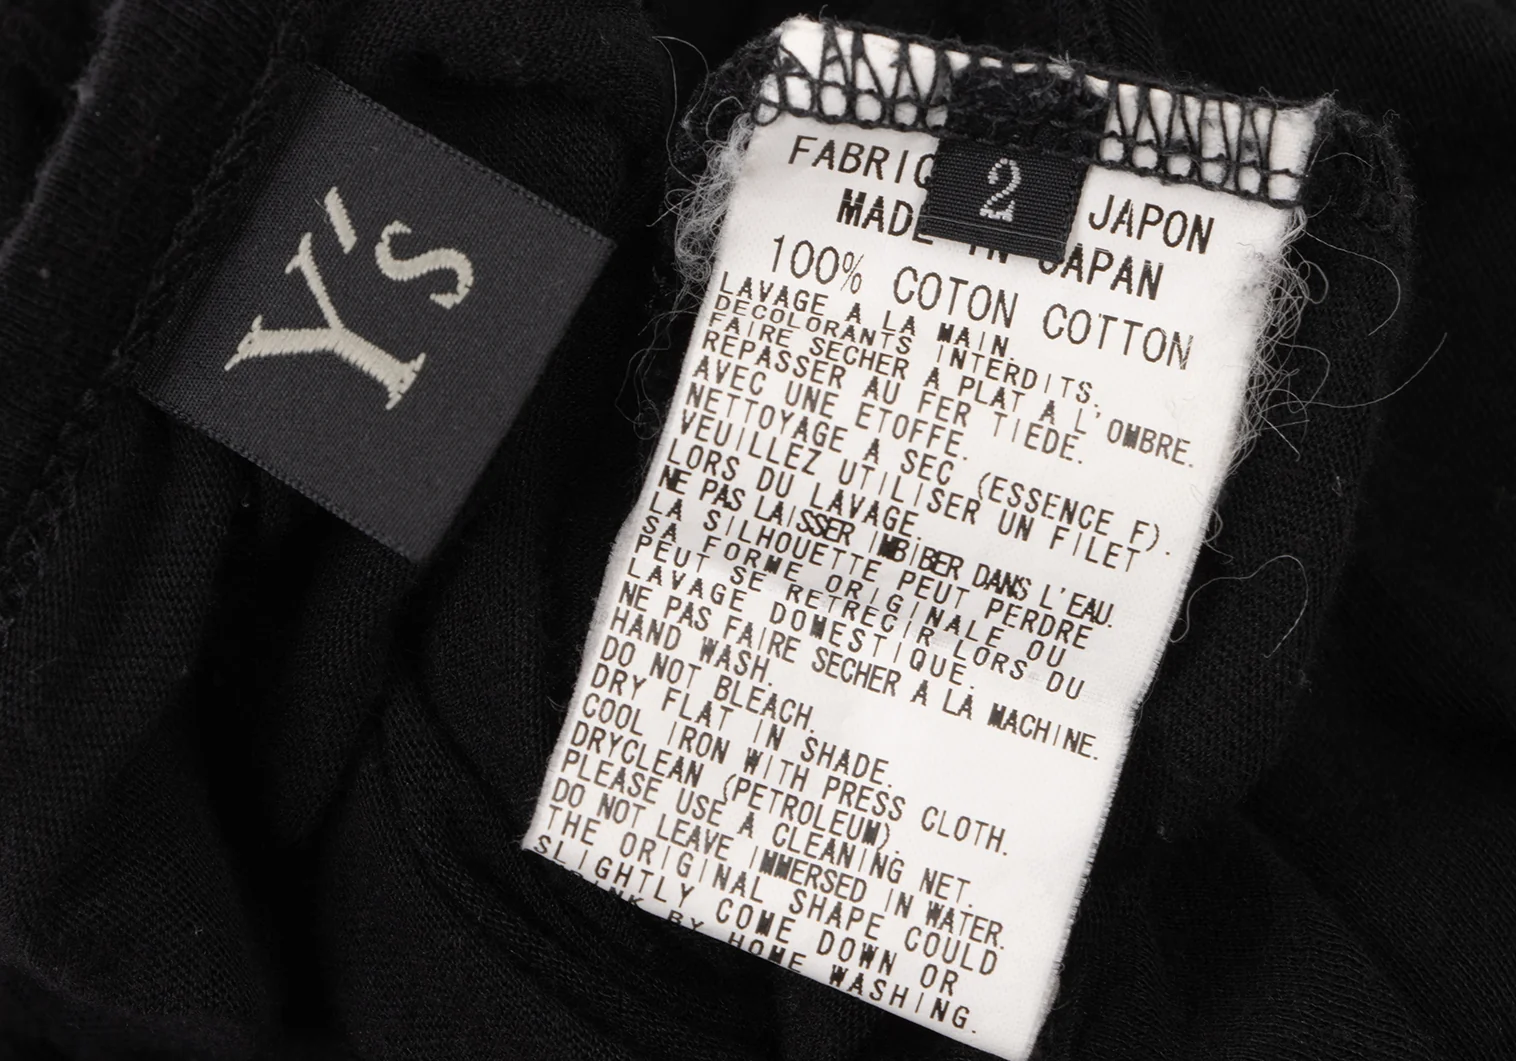 Y's
2
FABRIQ JAPON
MADE IN JAPAN
100% COTON COTTON
LAVAGE A LA MAIN.
DECOLORANTS INTERDITS.
FAIRE SECHER A PLAT A L'OMBRE.
REPASSER AU FER TIEDE.
AVEC UNE ETOFFE.
NETTOYAGE A SEC (ESSENCE F).
VEUILLEZ UTILISER UN FILET
LORS DU LAVAGE.
NE PAS LAISSER IMBIBER DANS L'EAU.
LA SILHOUETTE PEUT PERDRE
SA FORME ORIGINALE OU
PEUT SE RETRECIR LORS DU
LAVAGE DOMESTIQUE.
NE PAS FAIRE SECHER A LA MACHINE.
HAND WASH.
DO NOT BLEACH.
DRY FLAT IN SHADE.
COOL IRON WITH PRESS CLOTH.
DRYCLEAN (PETROLEUM).
PLEASE USE A CLEANING NET.
DO NOT LEAVE IMMERSED IN WATER.
THE ORIGINAL SHAPE COULD
SLIGHTLY COME DOWN OR
BY HOME WASHING.